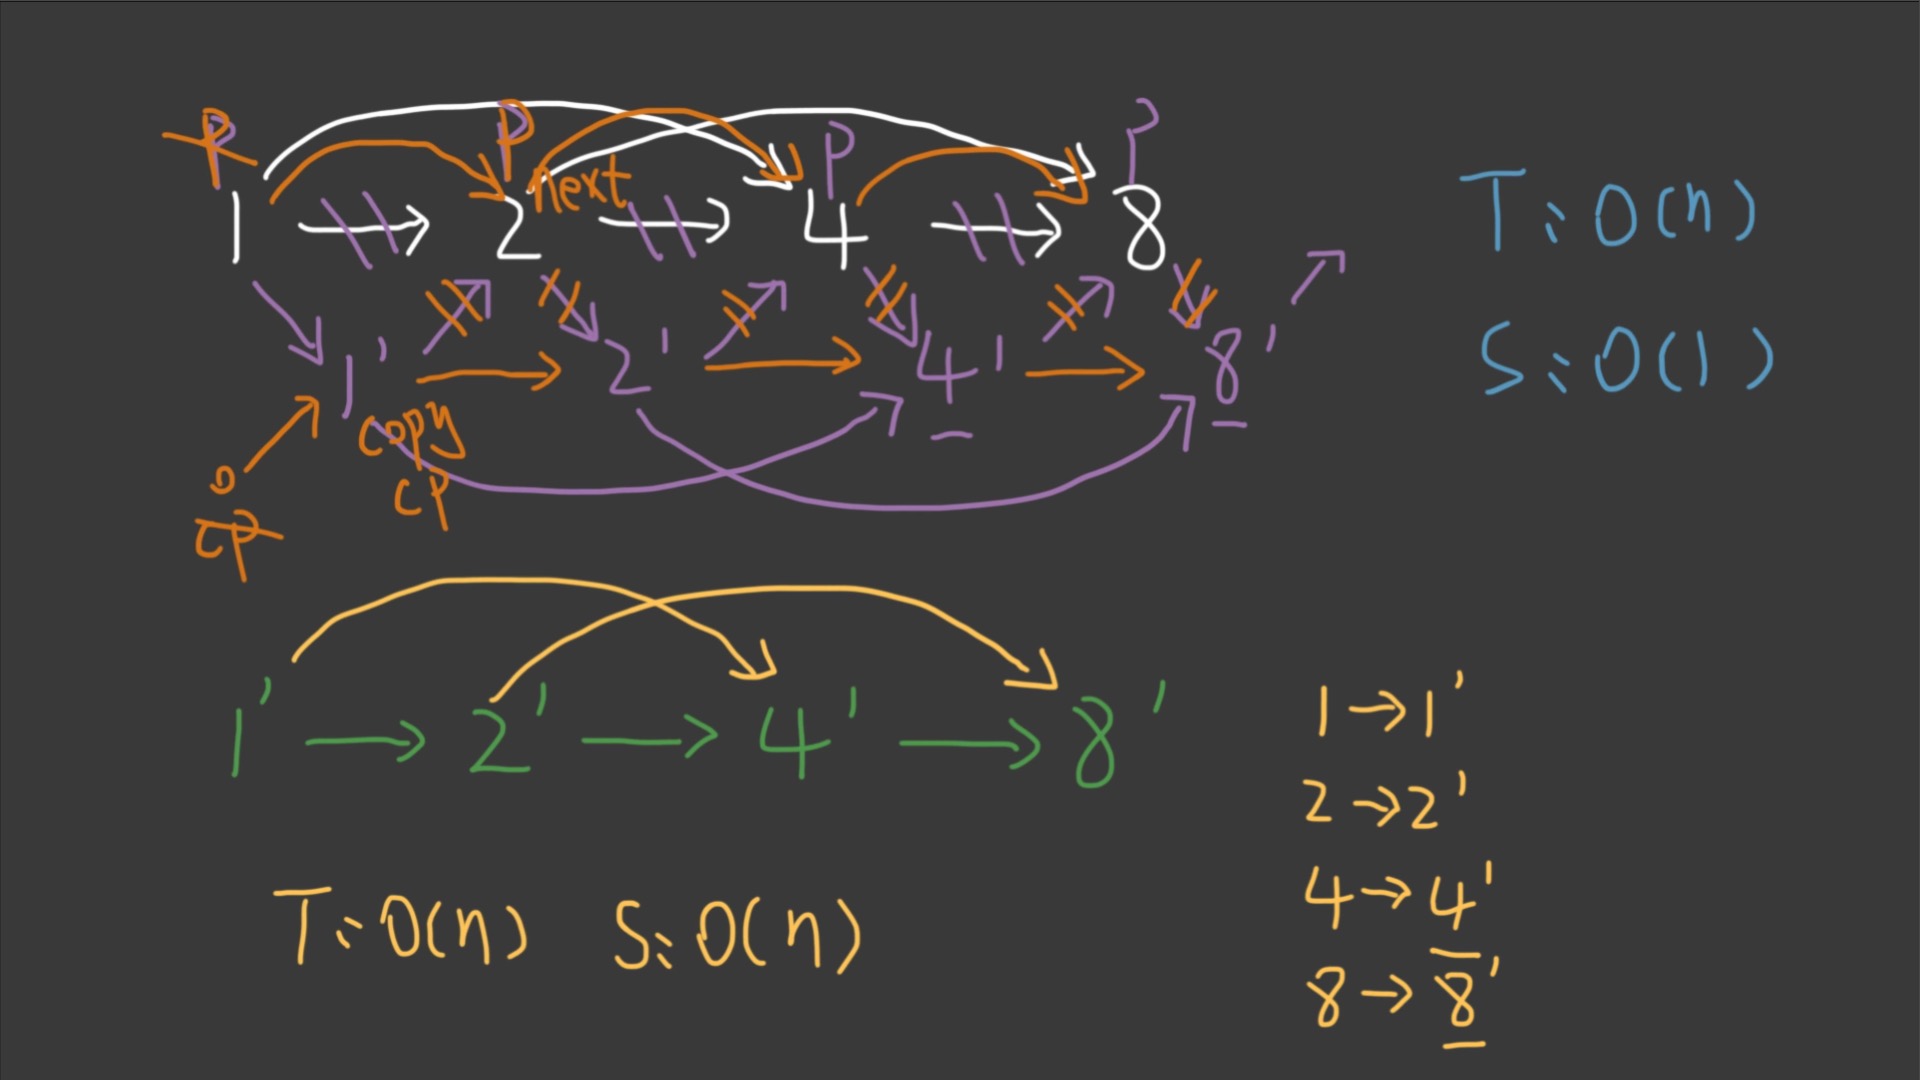 p P P P P
1 → 2 next → 4 → 8
T: O(n)
1' → 2' → 4' → 8'
S: O(1)
copy
cp
0
cp
1' → 2' → 4' → 8'
1 → 1'
2 → 2'
4 → 4'
8 → 8'
T: O(n) S: O(n)